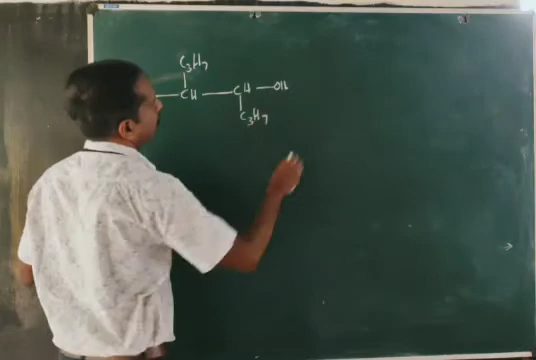 C3H7
— CH — CH — OH
C3H7